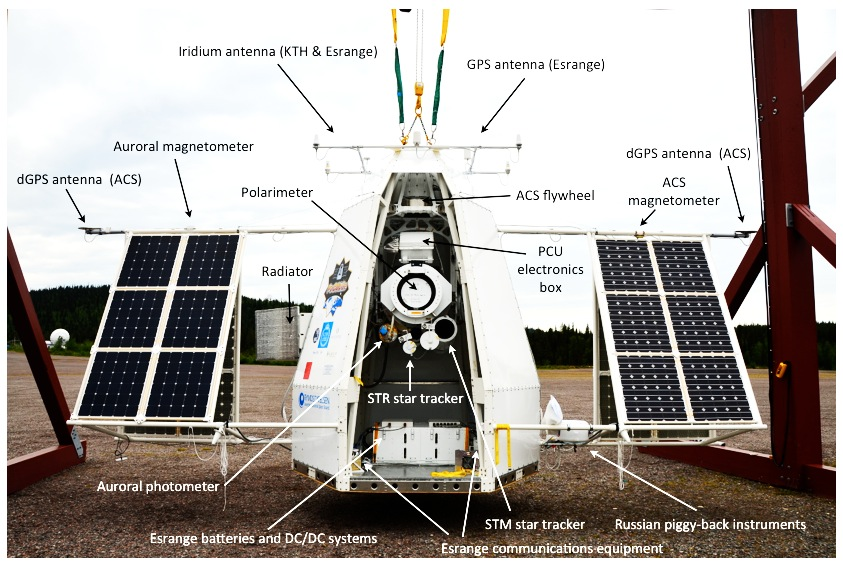 Iridium antenna (KTH & Esrange)
GPS antenna (Esrange)
Auroral magnetometer
dGPS antenna (ACS)
dGPS antenna (ACS)
Polarimeter
ACS flywheel
ACS
magnetometer
PCU
electronics
box
Radiator
STR star tracker
Auroral photometer
Esrange batteries and DC/DC systems
STM star tracker
Esrange communications equipment
Russian piggy-back instruments